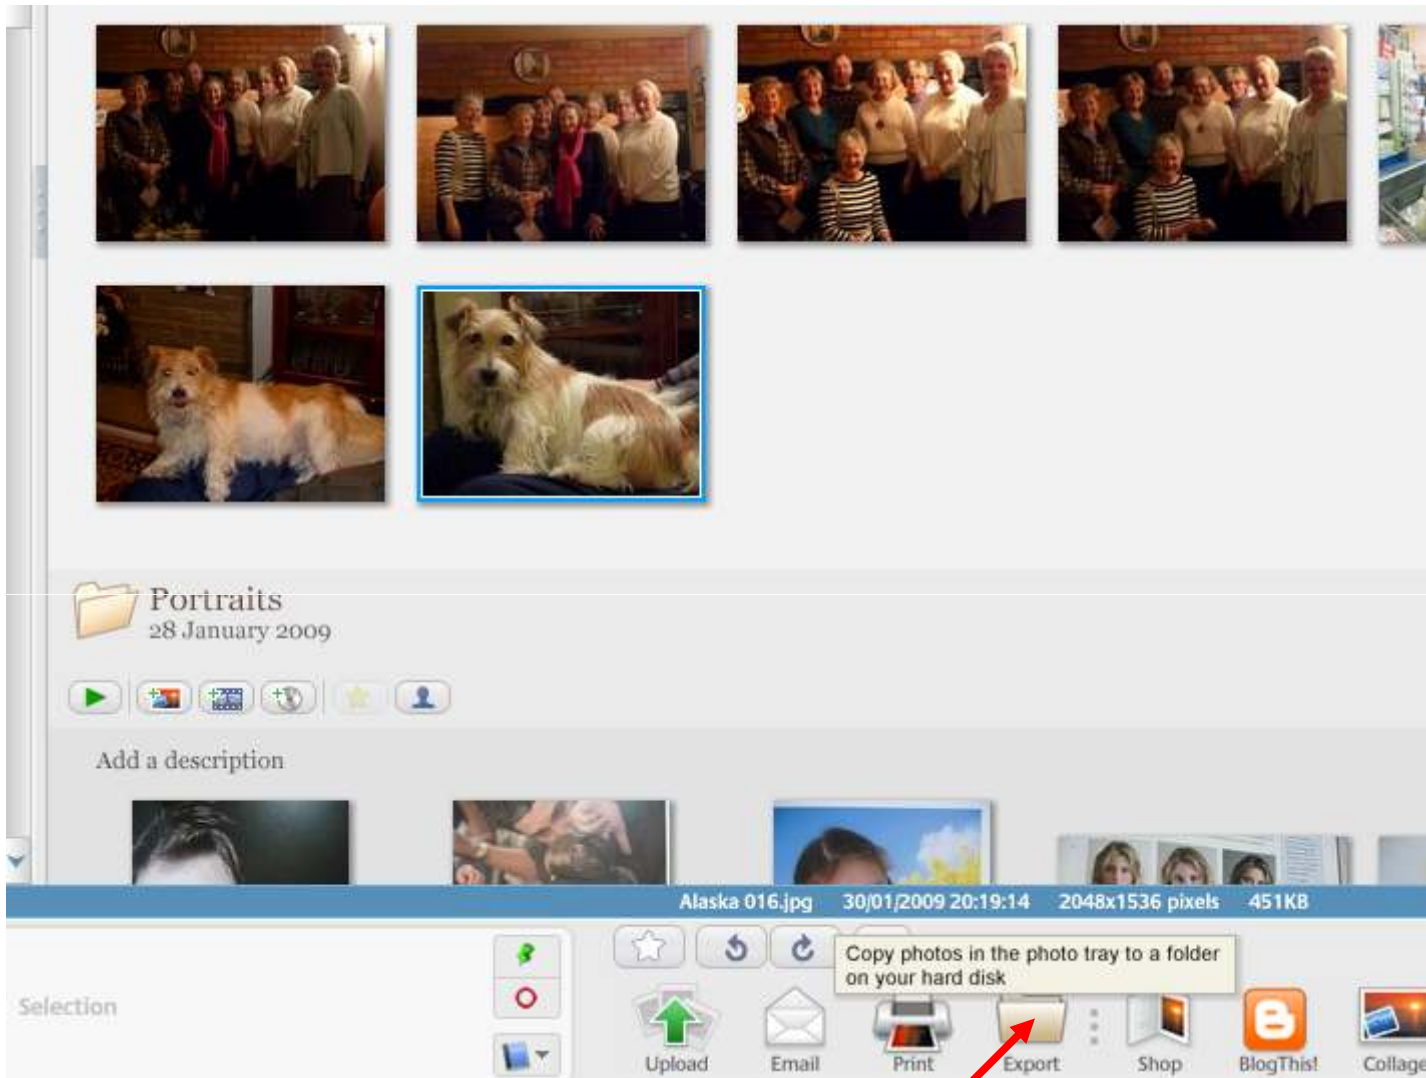 Portraits
28 January 2009
Add a description
Alaska 016.jpg 30/01/2009 20:19:14 2048x1536 pixels 451KB
Copy photos in the photo tray to a folder
on your hard disk
Selection
Upload Email Print Export Shop BlogThis! Collage